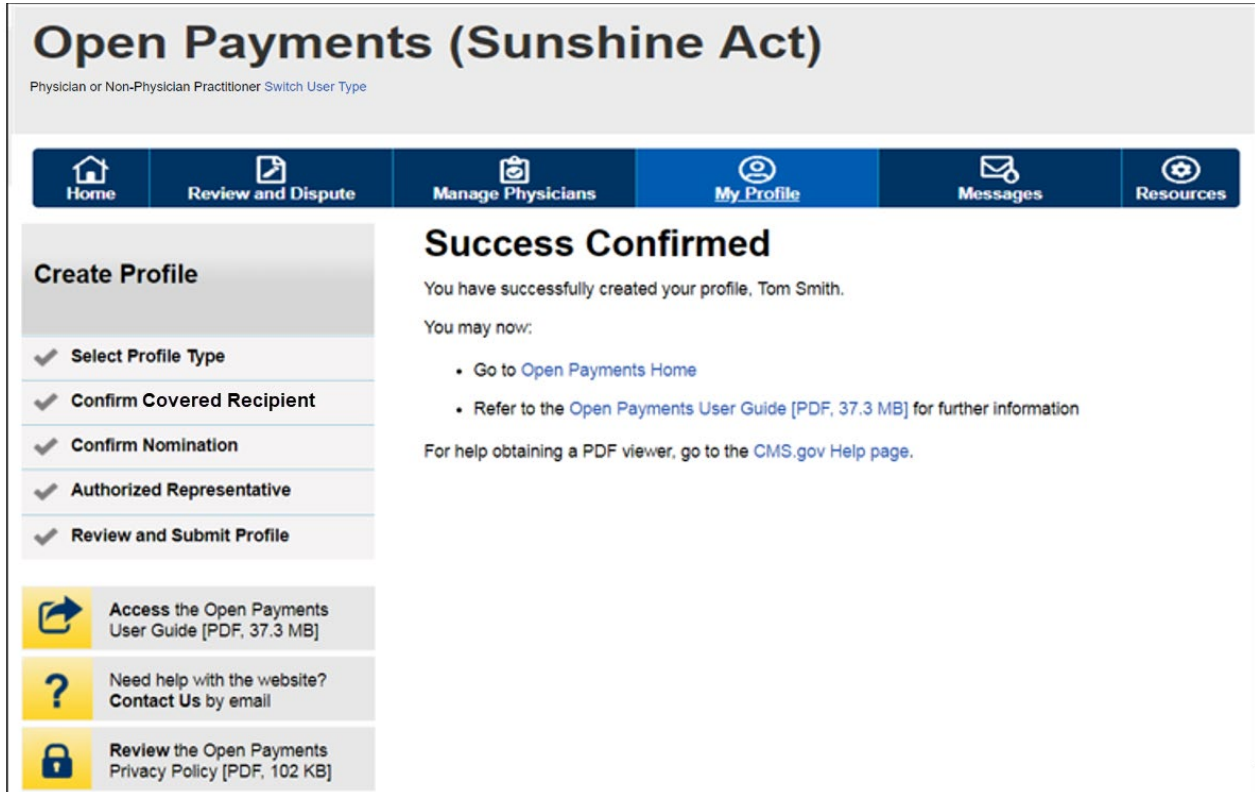 Open Payments (Sunshine Act)
Physician or Non-Physician Practitioner Switch User Type
Home
Review and Dispute
Manage Physicians
My Profile
Messages
Resources
Create Profile
Select Profile Type
Confirm Covered Recipient
Confirm Nomination
Authorized Representative
Review and Submit Profile
Access the Open Payments
User Guide [PDF, 37.3 MB]
Need help with the website?
Contact Us by email
Review the Open Payments
Privacy Policy [PDF, 102 KB]
Success Confirmed
You have successfully created your profile, Tom Smith.
You may now:
• Go to Open Payments Home
• Refer to the Open Payments User Guide [PDF, 37.3 MB] for further information
For help obtaining a PDF viewer, go to the CMS.gov Help page.